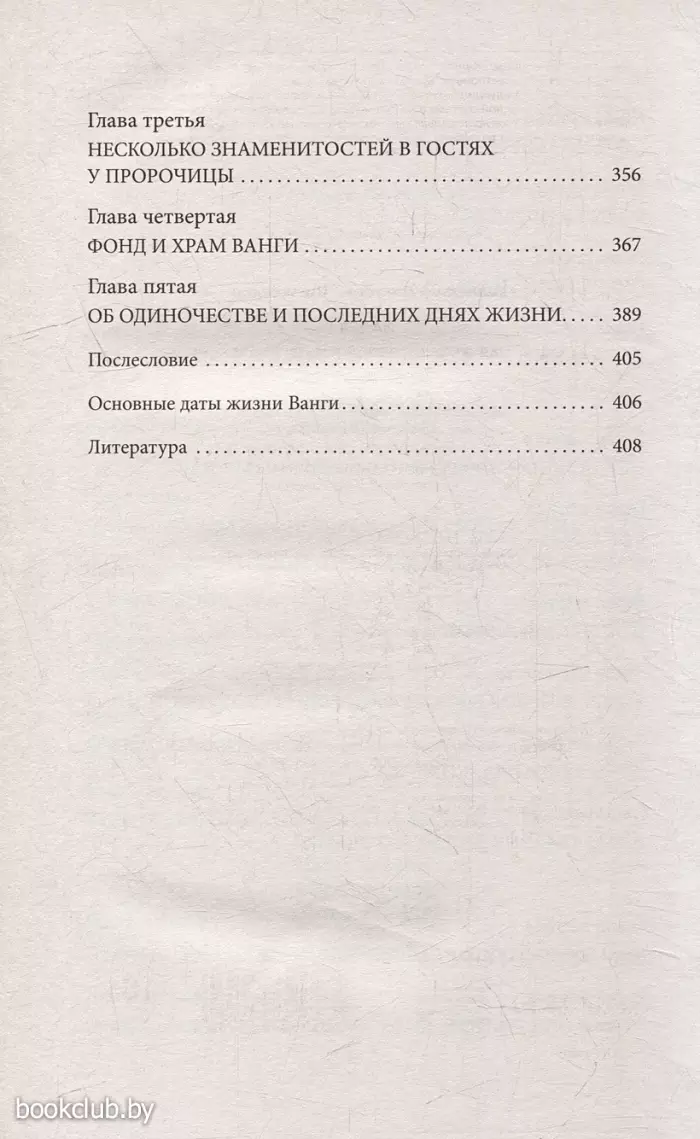 Глава третья
НЕСКОЛЬКО ЗНАМЕНИТОСТЕЙ В ГОСТЯХ
У ПРОРОЧИЦЫ . . . . . . . . . . . . . . . . . . . . . . . . . . . . . . . . . . . . . . . . . . . . 356
Глава четвертая
ФОНД И ХРАМ ВАНГИ . . . . . . . . . . . . . . . . . . . . . . . . . . . . . . . . . . . . . 367
Глава пятая
ОБ ОДИНОЧЕСТВЕ И ПОСЛЕДНИХ ДНЯХ ЖИЗНИ. . . . . 389
Послесловие . . . . . . . . . . . . . . . . . . . . . . . . . . . . . . . . . . . . . . . . . . . . . . . . 405
Основные даты жизни Ванги. . . . . . . . . . . . . . . . . . . . . . . . . . . . . . . . 406
Литература . . . . . . . . . . . . . . . . . . . . . . . . . . . . . . . . . . . . . . . . . . . . . . . . . 408
bookclub.by